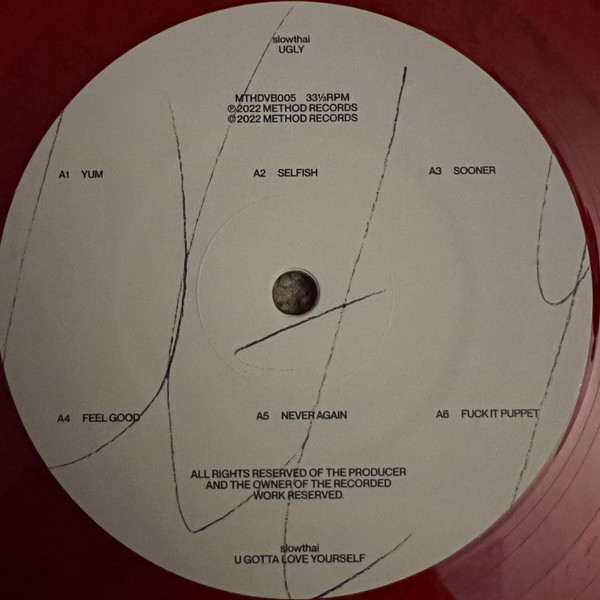 slowthai
UGLY
MTHDVB005 33⅓RPM
℗2022 METHOD RECORDS
©2022 METHOD RECORDS
A1 YUM A2 SELFISH A3 SOONER
A4 FEEL GOOD A5 NEVER AGAIN A6 FUCK IT PUPPET
ALL RIGHTS RESERVED OF THE PRODUCER
AND THE OWNER OF THE RECORDED
WORK RESERVED.
slowthai
U GOTTA LOVE YOURSELF